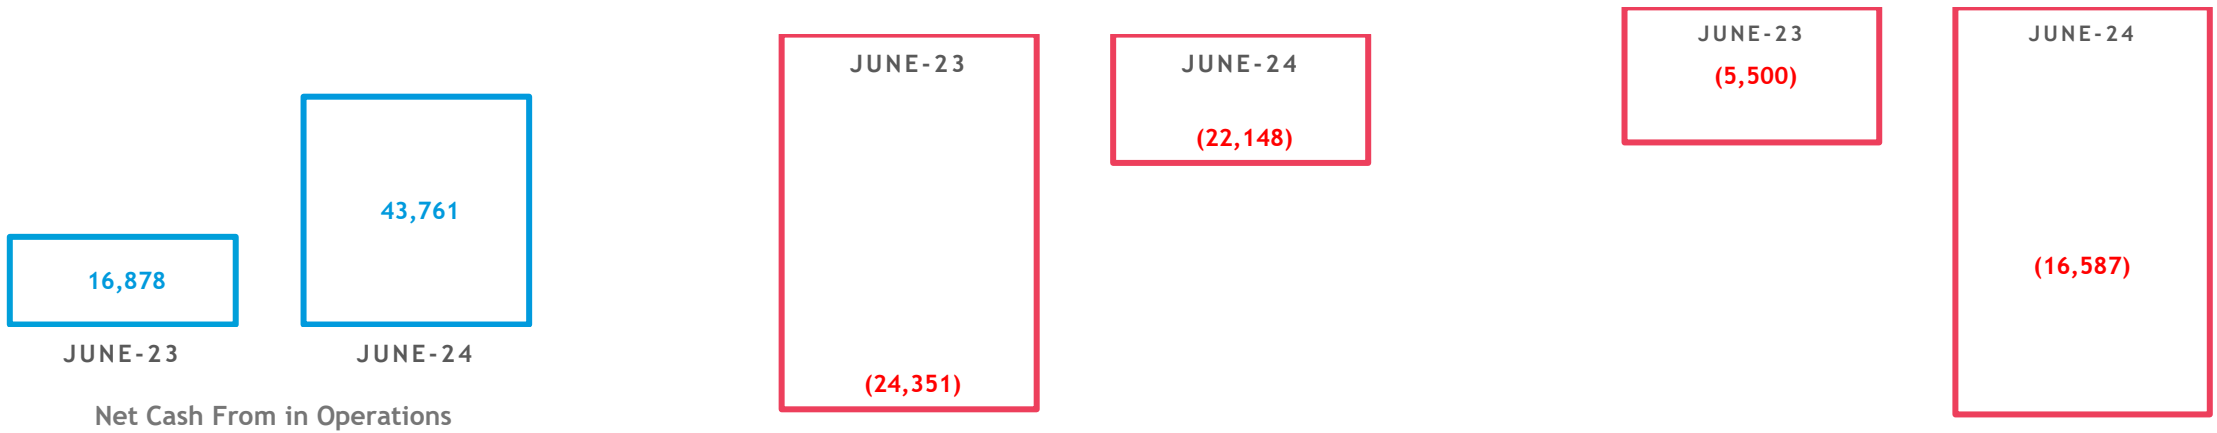 16,878
43,761
JUNE-23
JUNE-24
Net Cash From in Operations
JUNE-23
JUNE-24
(22,148)
(24,351)
JUNE-23
JUNE-24
(5,500)
(16,587)